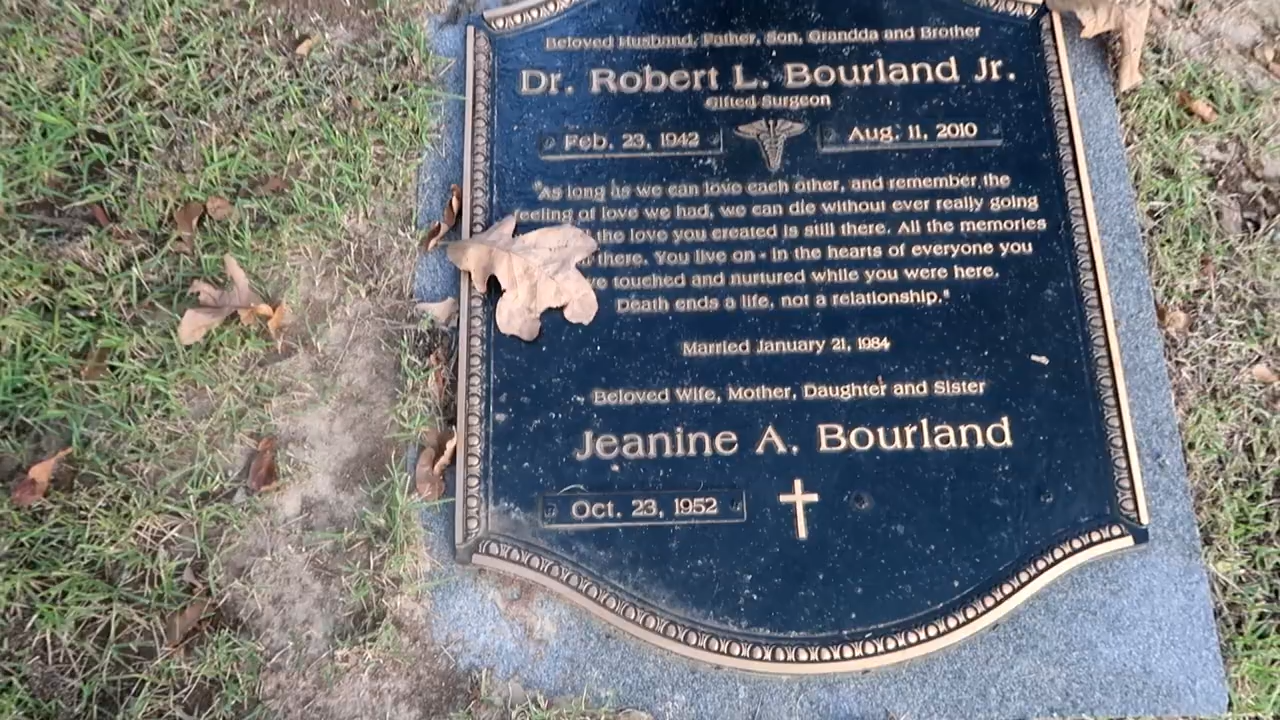 Beloved Husband, Father, Son, Grandda and Brother
Dr. Robert L. Bourland Jr.
Gifted Surgeon
Feb. 23, 1942
Aug. 11, 2010
"As long as we can love each other, and remember the
feeling of love we had, we can die without ever really going
the love you created is still there. All the memories
there. You live on - in the hearts of everyone you
touched and nurtured while you were here.
Death ends a life, not a relationship."
Married January 21, 1984
Beloved Wife, Mother, Daughter and Sister
Jeanine A. Bourland
Oct. 23, 1952